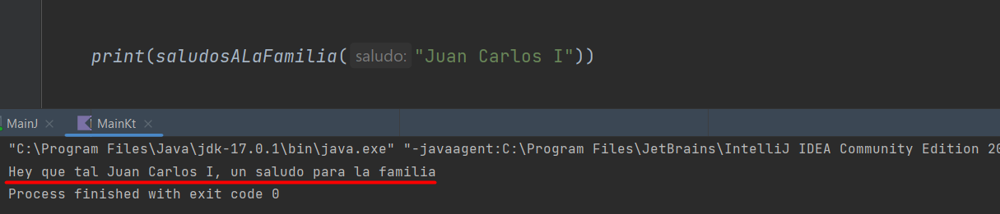 print(saludosALaFamilia( saludo: "Juan Carlos I"))
MainJ × MainKt ×
"C:\Program Files\Java\jdk-17.0.1\bin\java.exe" "-javaagent:C:\Program Files\JetBrains\IntelliJ IDEA Community Edition 20
Hey que tal Juan Carlos I, un saludo para la familia
Process finished with exit code 0